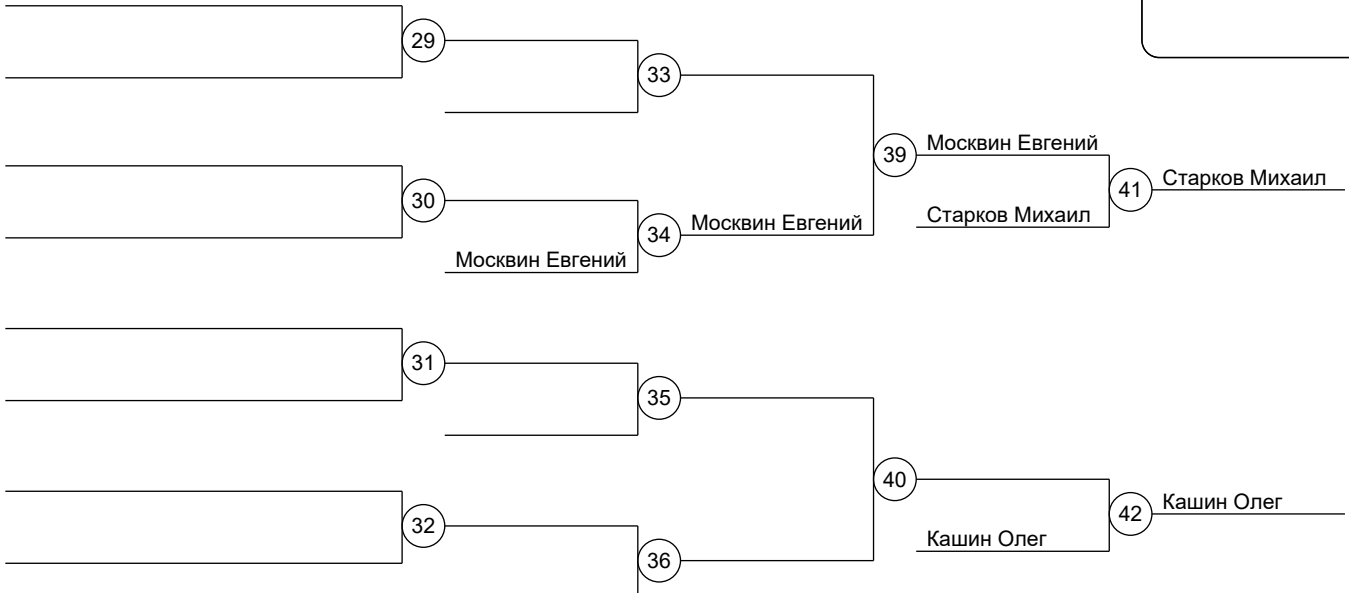 29
33
39
Москвин Евгений
41
Старков Михаил
30
34
Москвин Евгений
Старков Михаил
Москвин Евгений
31
35
40
42
Кашин Олег
32
36
Кашин Олег